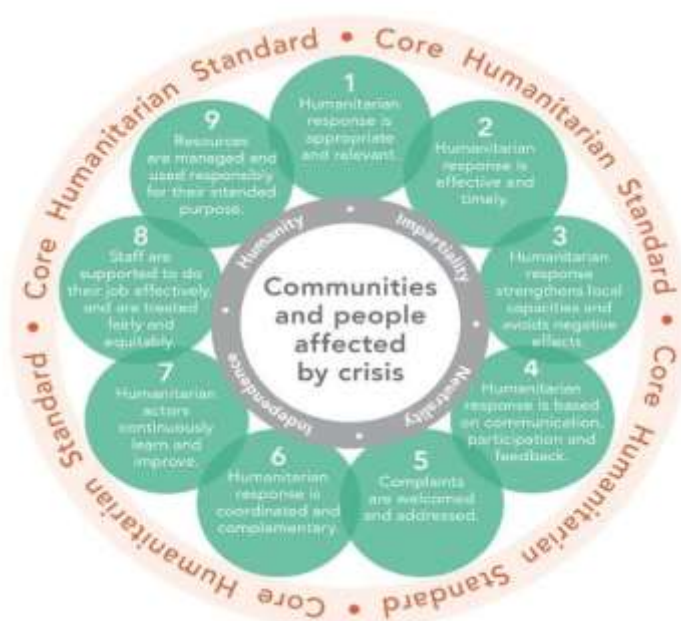 Core Humanitarian Standard • Core Humanitarian Standard • Core Humanitarian Standard • Core Humanitarian Standard •
1
Humanitarian
response is
appropriate
and relevant.
2
Humanitarian
response is
effective and
timely.
3
Humanitarian
response
strengthens local
capacities and
avoids negative
effects.
4
Humanitarian
response is based
on communication,
participation and
feedback.
5
Complaints
are welcomed
and addressed.
6
Humanitarian
response is
coordinated and
complementary.
7
Humanitarian
actors
continuously
learn and
improve.
8
Staff are
supported to do
their job effectively,
and are treated
fairly and
equitably.
9
Resources
are managed and
used responsibly
for their intended
purpose.
Humanity • Impartiality • Neutrality • Independence •
Communities
and people
affected
by crisis